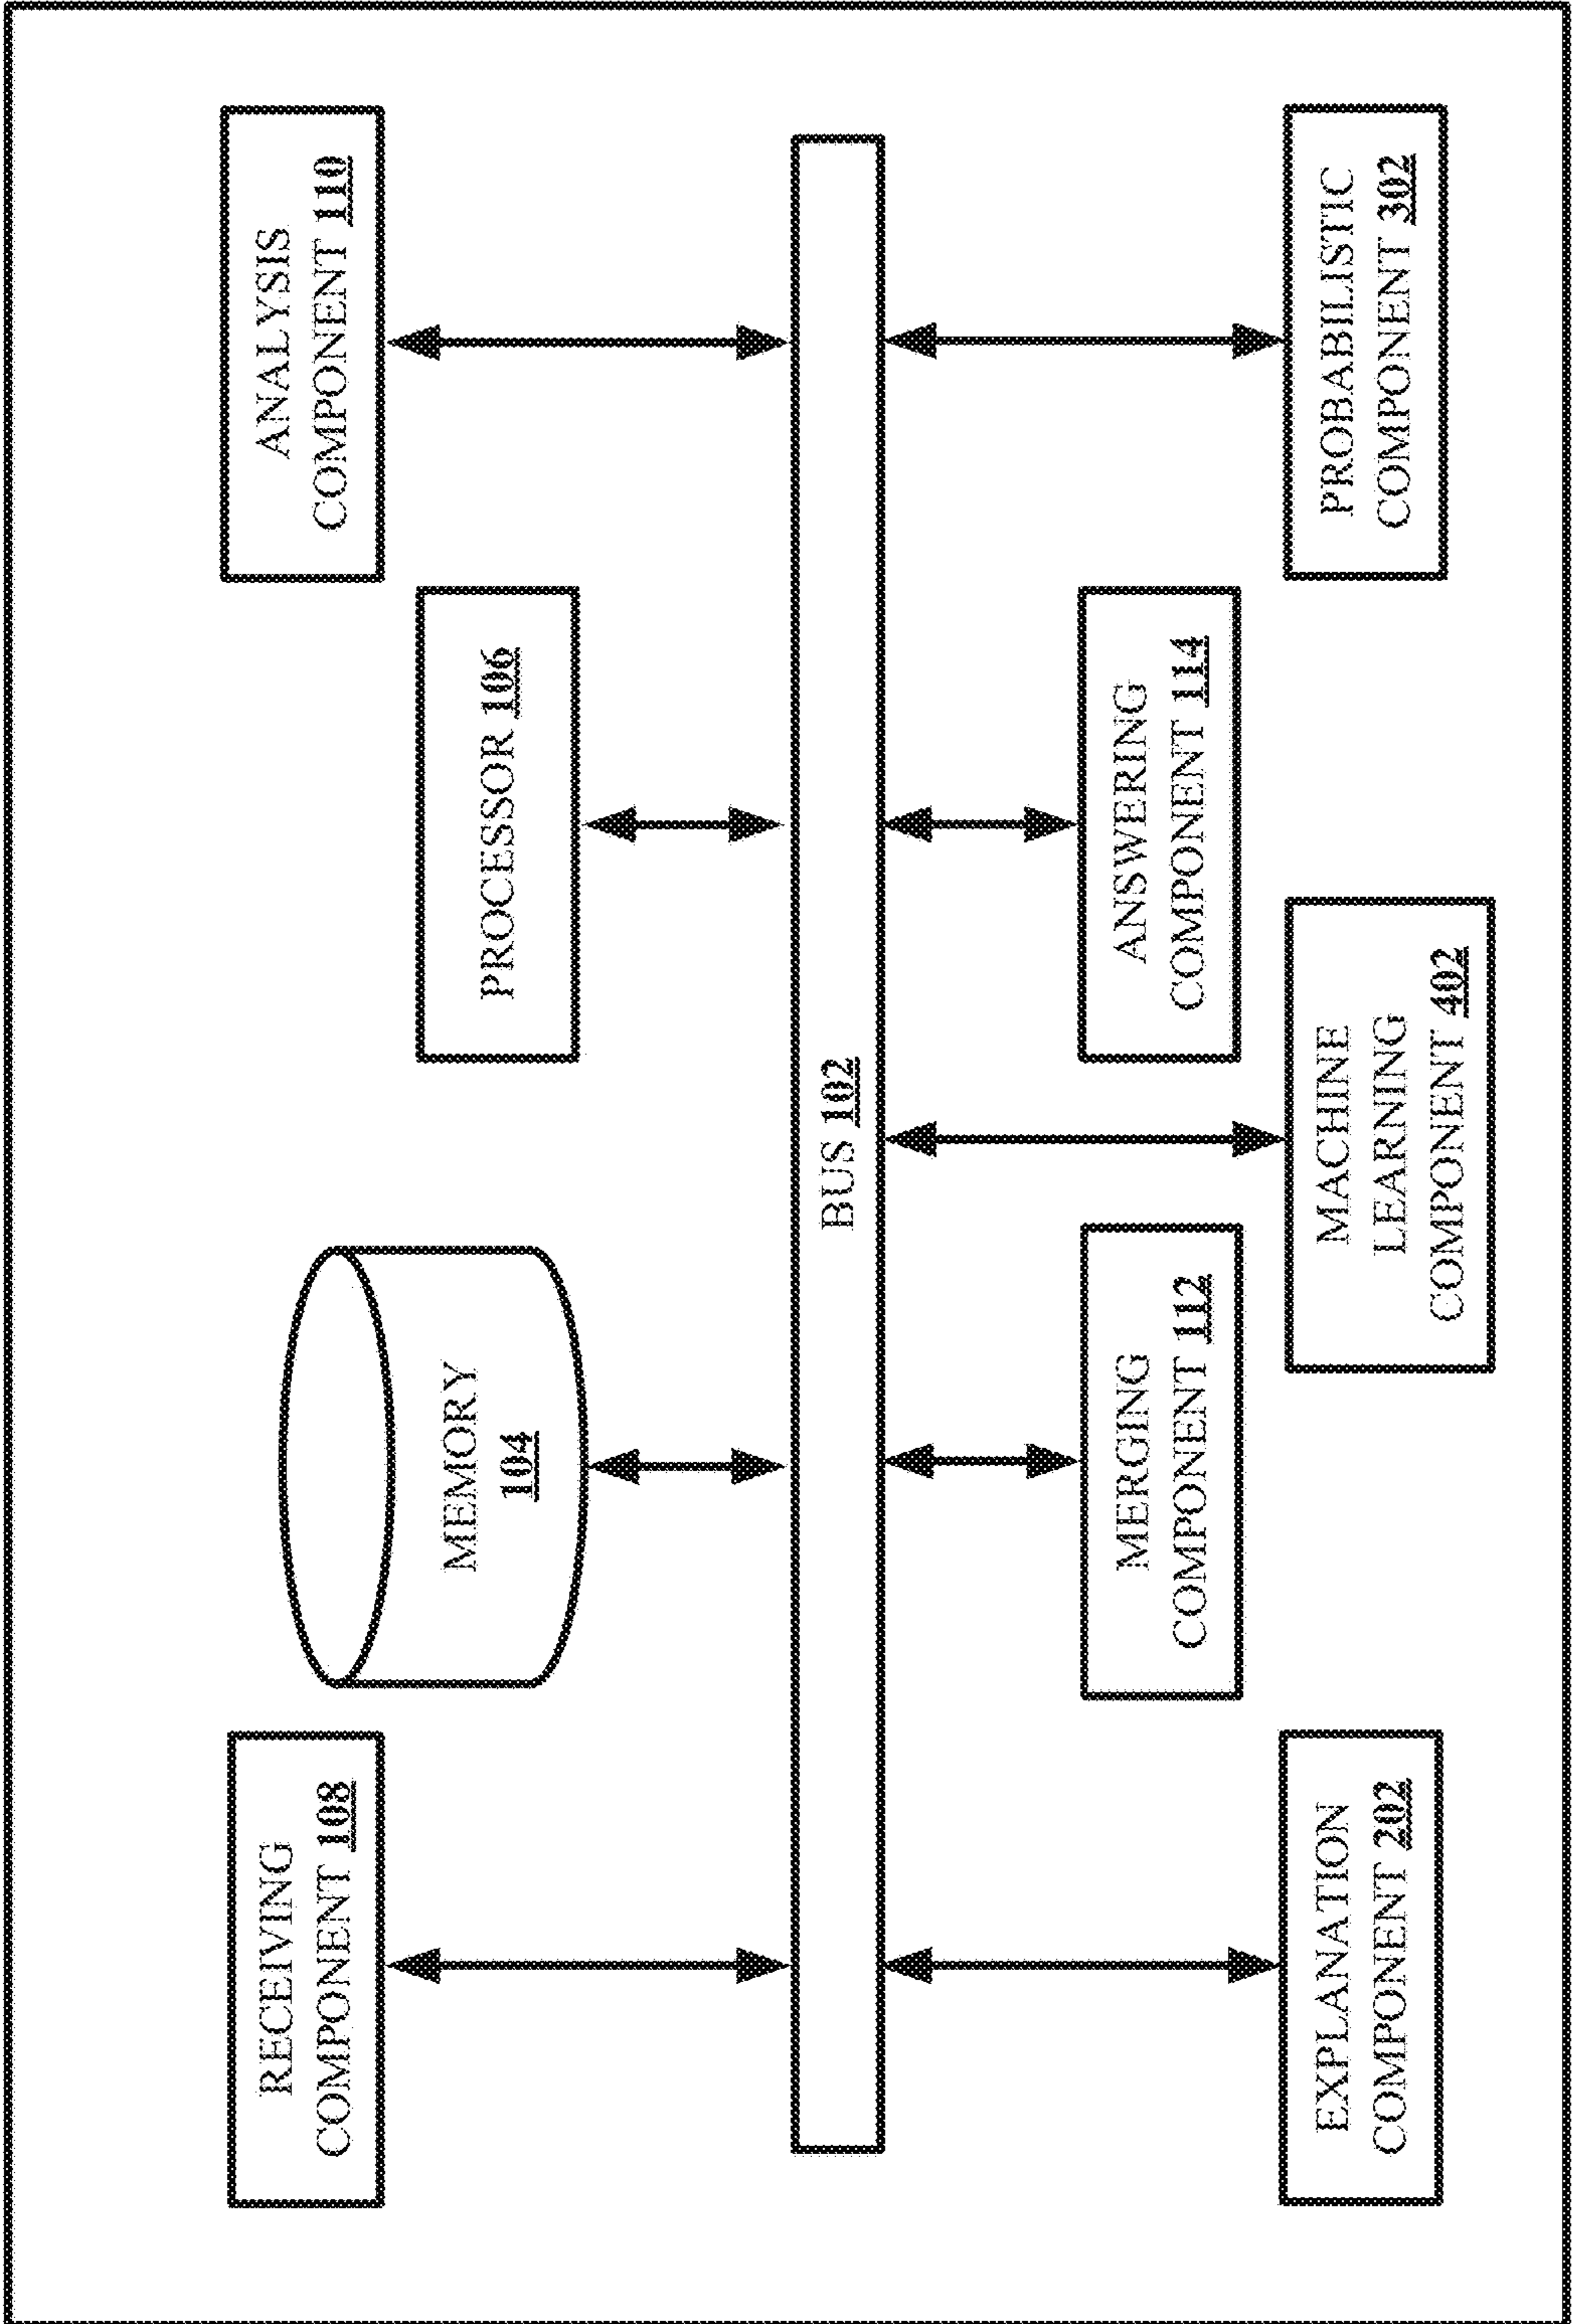 RECEIVING
COMPONENT 108
MEMORY
104
PROCESSOR 106
ANALYSIS
COMPONENT 110
BUS 102
EXPLANATION
COMPONENT 202
MERGING
COMPONENT 112
MACHINE
LEARNING
COMPONENT 402
ANSWERING
COMPONENT 114
PROBABILISTIC
COMPONENT 302